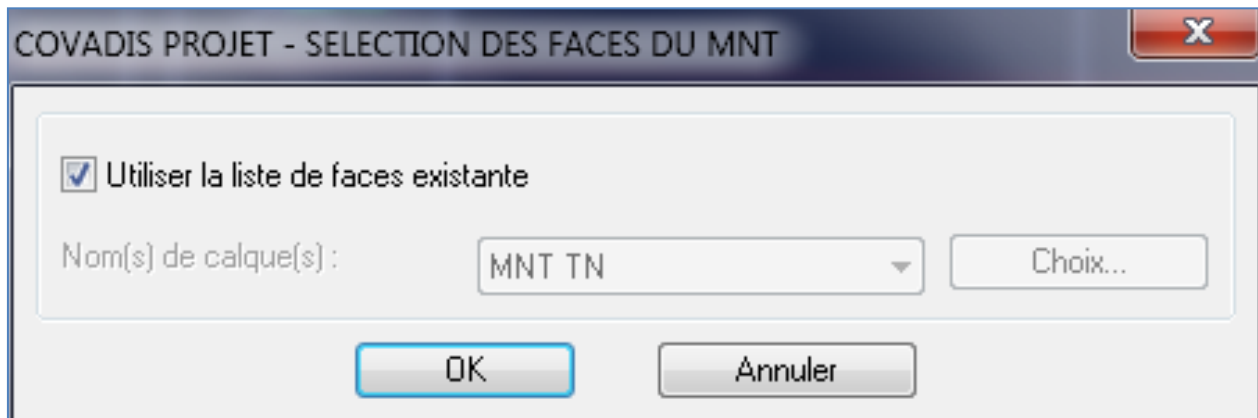 COVADIS PROJET - SELECTION DES FACES DU MNT
Utiliser la liste de faces existante
Nom(s) de calque(s) : MNT TN Choix...
OK Annuler